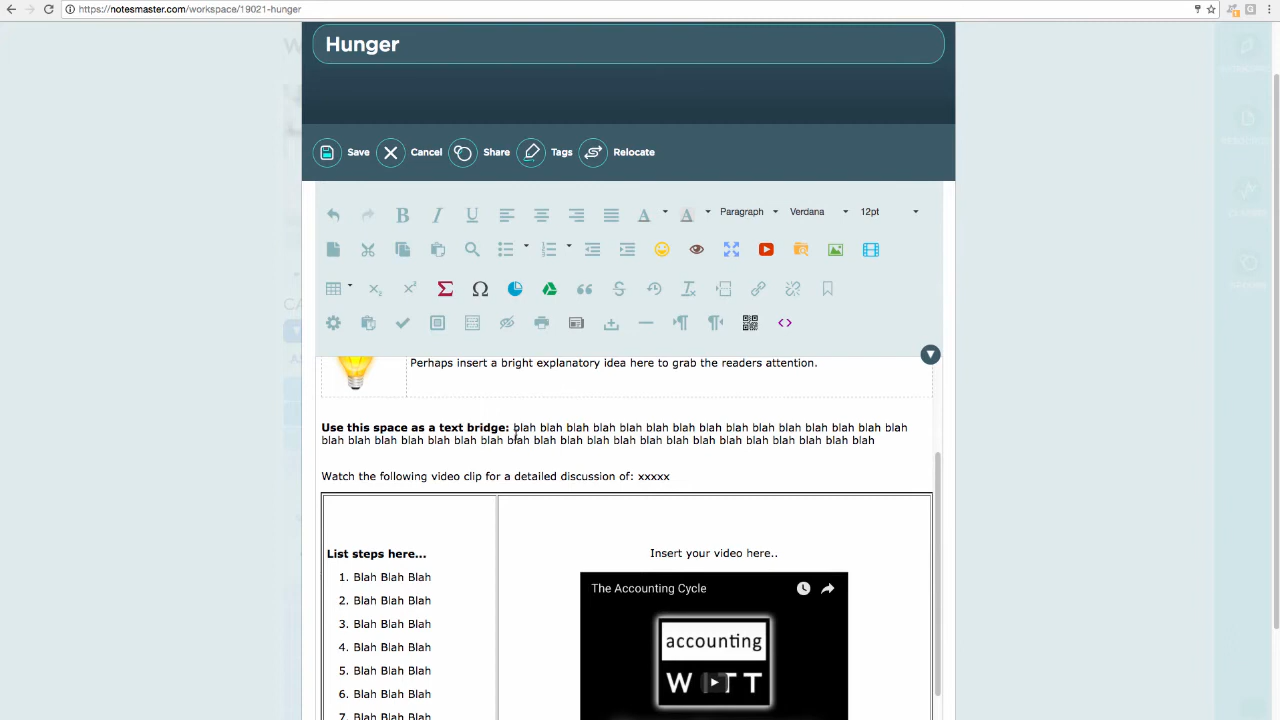 https://notesmaster.com/workspace/19021-hunger
Hunger
Save Cancel Share Tags Relocate
Paragraph Verdana 12pt
Perhaps insert a bright explanatory idea here to grab the readers attention.
Use this space as a text bridge: blah blah blah blah blah blah blah blah blah blah blah blah blah blah blah
blah blah blah blah blah blah blah blah blah blah blah blah blah blah blah blah blah blah blah blah blah
Watch the following video clip for a detailed discussion of: xxxxx
List steps here...
Insert your video here..
1. Blah Blah Blah
The Accounting Cycle
2. Blah Blah Blah
3. Blah Blah Blah
accounting
4. Blah Blah Blah
5. Blah Blah Blah
W TT
6. Blah Blah Blah
7. Blah Blah Blah